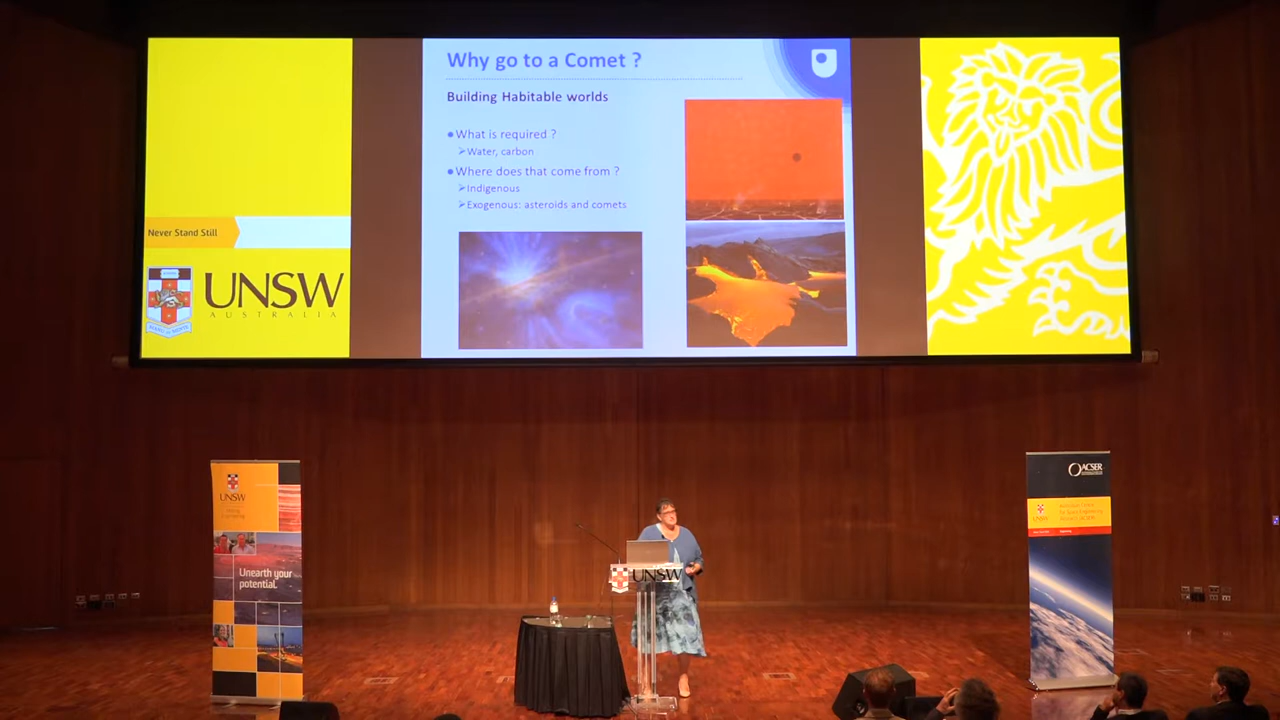 Why go to a Comet ?
Building Habitable worlds
What is required ?
Water, carbon
Where does that come from ?
Indigenous
Exogenous: asteroids and comets
Never Stand Still
UNSW
AUSTRALIA
UNSW
Unearth your
potential.
UNSW
ACSER
UNSW